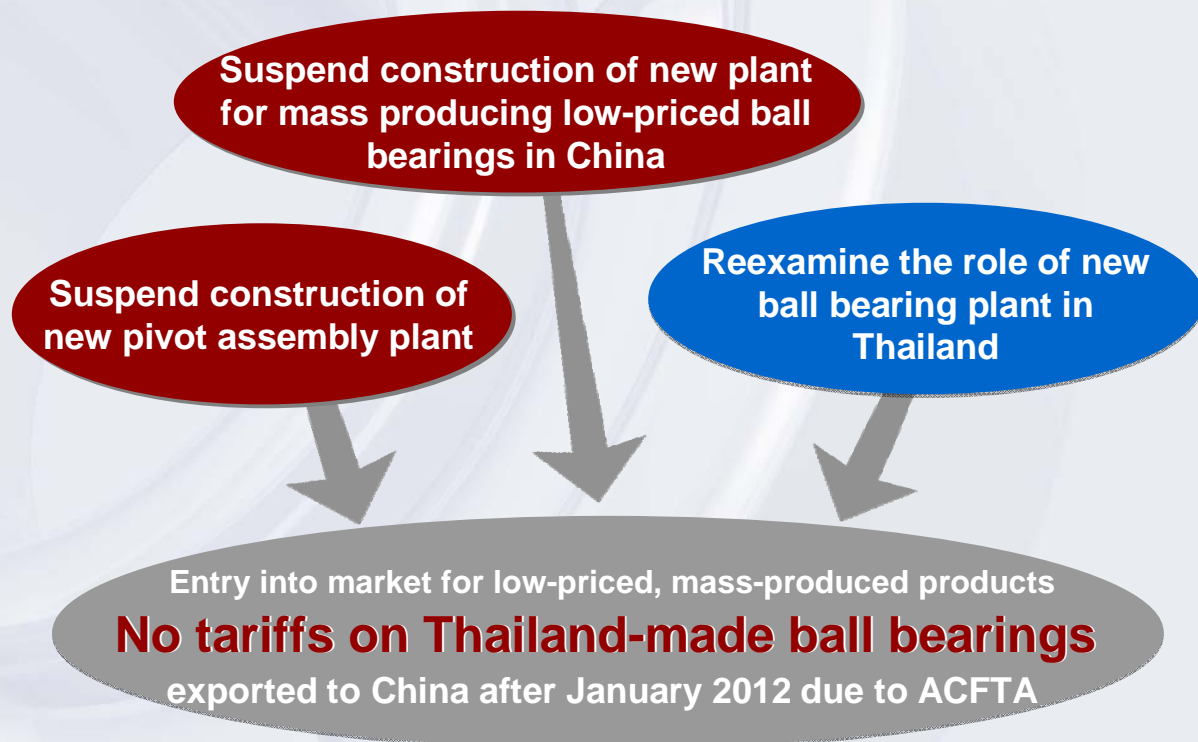 Suspend construction of new plant
for mass producing low-priced ball
bearings in China
Suspend construction of
new pivot assembly plant
Reexamine the role of new
ball bearing plant in
Thailand
Entry into market for low-priced, mass-produced products
No tariffs on Thailand-made ball bearings
exported to China after January 2012 due to ACFTA